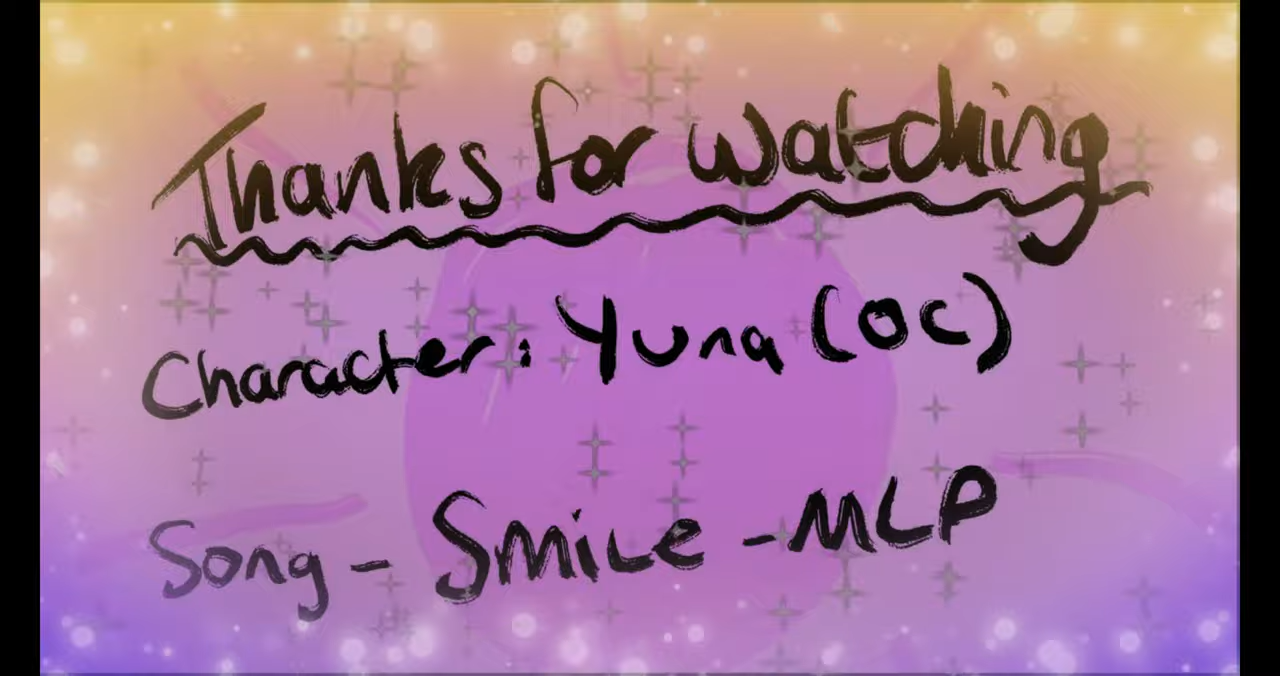 Thanks for watching
Character: Yuna (OC)
Song - Smile - MLP